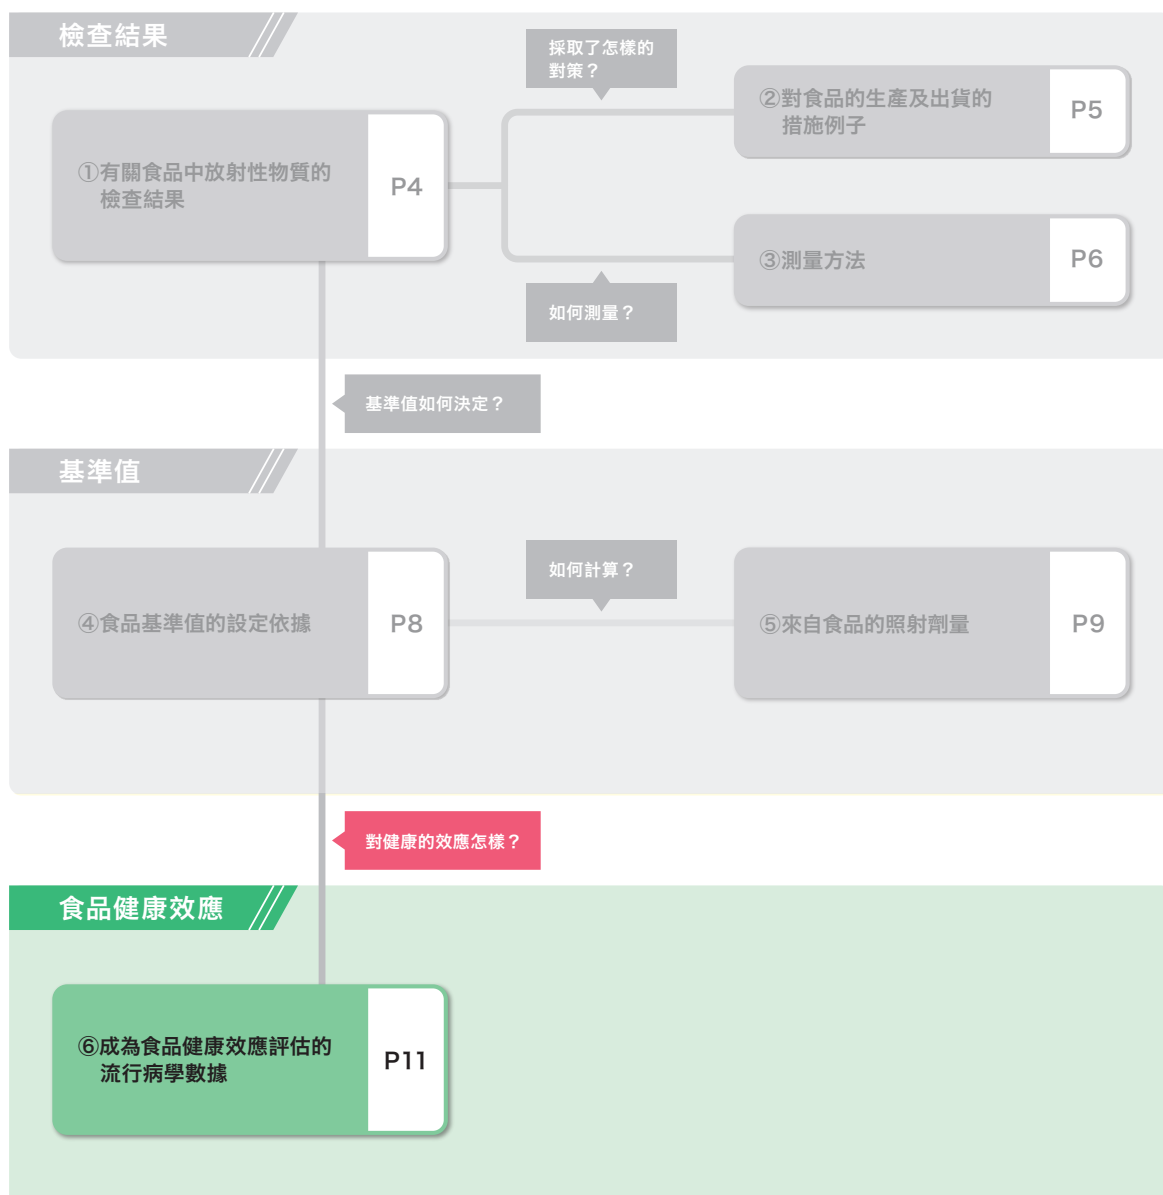 檢查結果
採取了怎樣的
對策？
①有關食品中放射性物質的
檢查結果
P4
②對食品的生產及出貨的
措施例子
P5
③測量方法
P6
如何測量？
基準值如何決定？
基準值
如何計算？
④食品基準值的設定依據
P8
⑤來自食品的照射劑量
P9
對健康的效應怎樣？
食品健康效應
⑥成為食品健康效應評估的
流行病學數據
P11